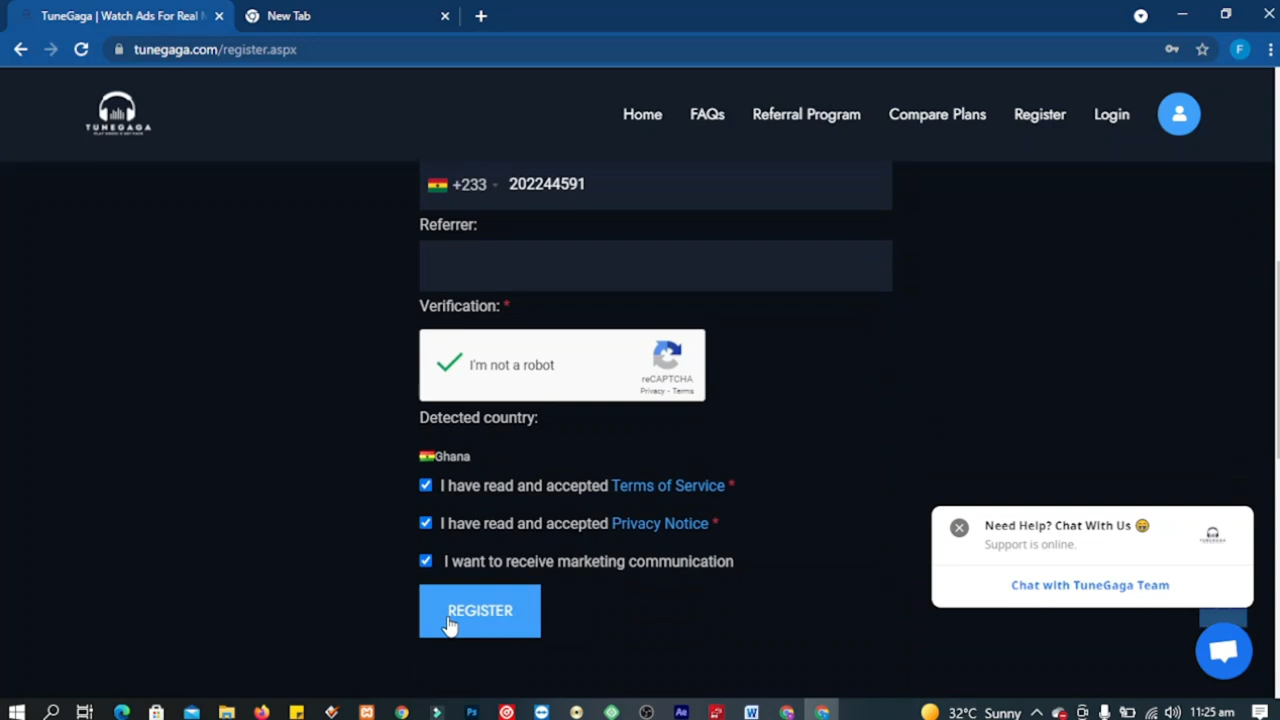 TuneGaga | Watch Ads For Real M
New Tab
tunegaga.com/register.aspx
F
TUNEGAGA
Home
FAQs
Referral Program
Compare Plans
Register
Login
+233
202244591
Referrer:
Verification: *
I'm not a robot
reCAPTCHA
Privacy - Terms
Detected country:
Ghana
I have read and accepted Terms of Service *
I have read and accepted Privacy Notice *
I want to receive marketing communication
REGISTER
Need Help? Chat With Us
Support is online.
TUNEGAGA
Chat with TuneGaga Team
Ps
Ae
W
32°C Sunny
11:25 am